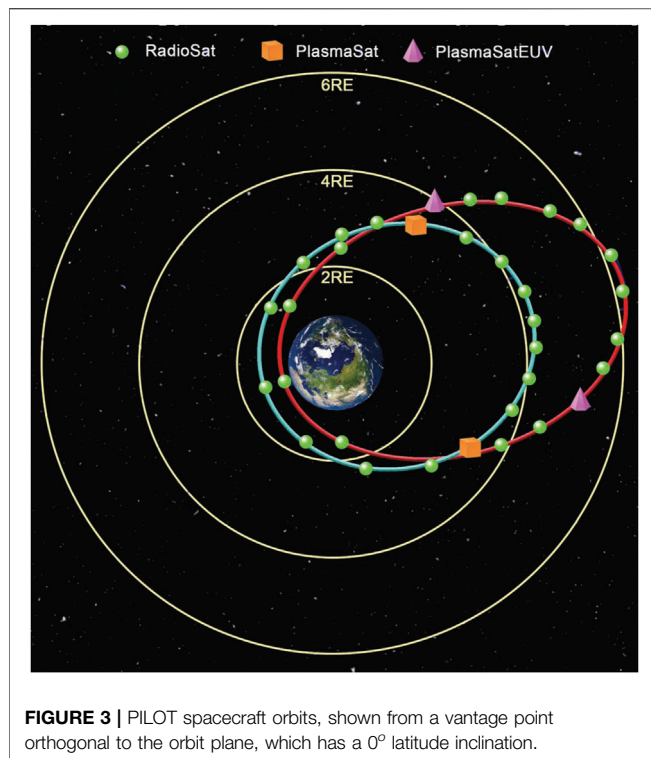 RadioSat PlasmaSat PlasmaSatEUV
6RE
4RE
2RE
FIGURE 3 | PILOT spacecraft orbits, shown from a vantage point
orthogonal to the orbit plane, which has a 0° latitude inclination.